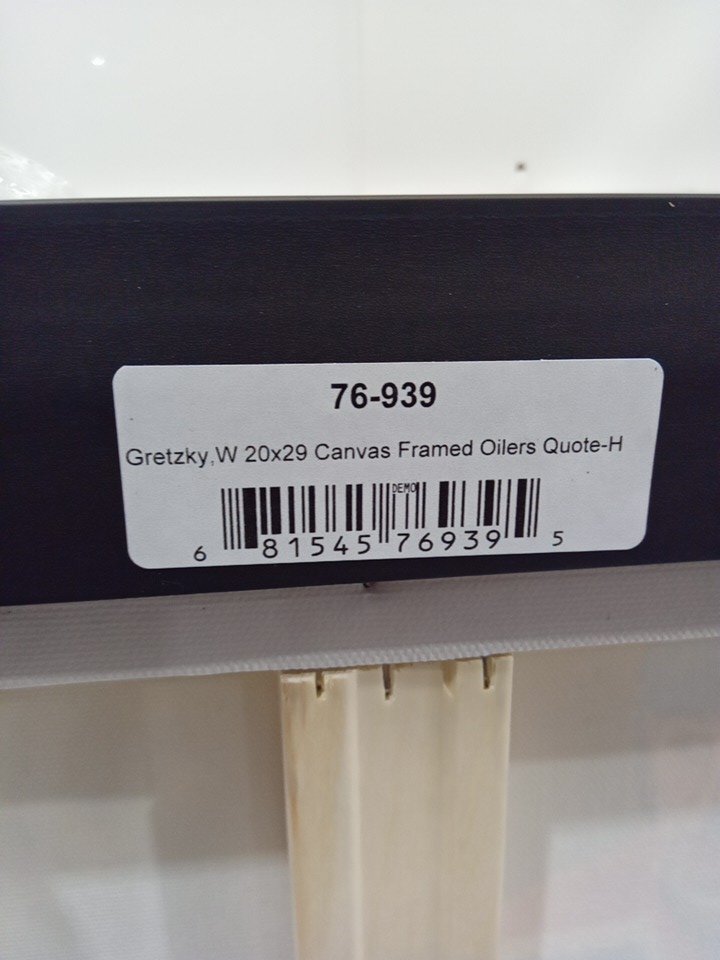 76-939
Gretzky,W 20x29 Canvas Framed Oilers Quote-H
DEMO
6 81545 76939 5